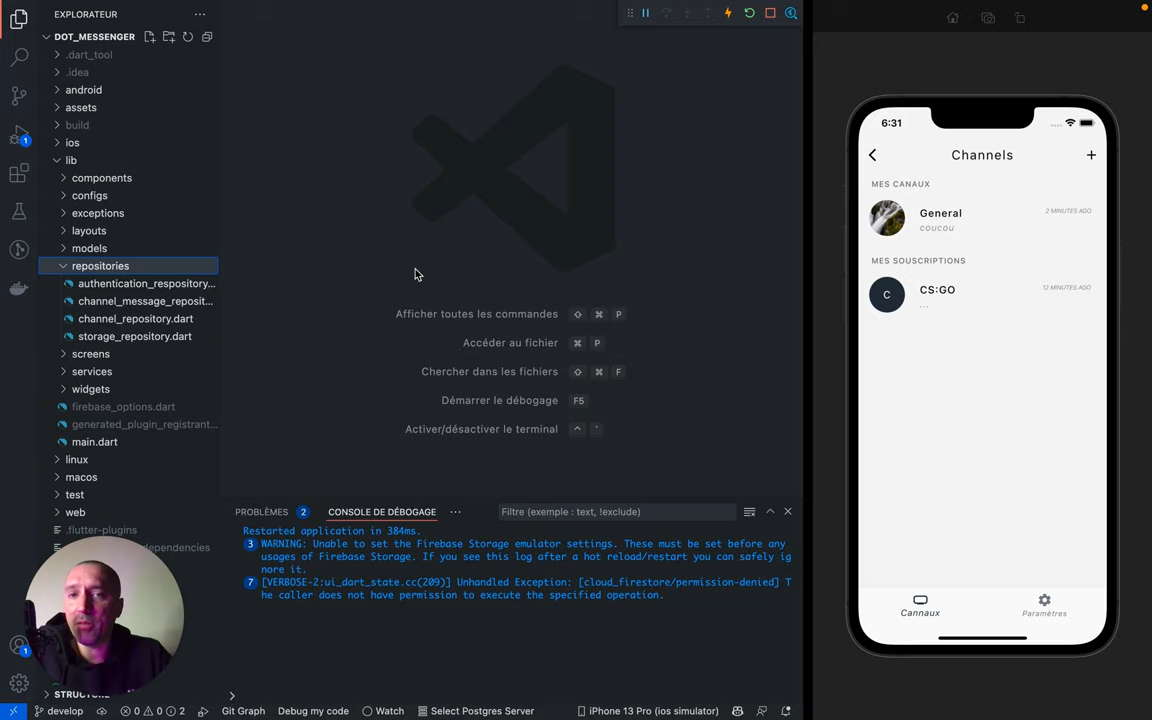 EXPLORATEUR
DOT_MESSENGER
.dart_tool
.idea
android
assets
build
ios
lib
components
configs
exceptions
layouts
models
repositories
authentication_respository...
channel_message_reposit...
channel_repository.dart
storage_repository.dart
screens
services
widgets
firebase_options.dart
generated_plugin_registrant...
main.dart
linux
macos
test
web
.flutter-plugins
dependencies
STRUCTURE
1
1
Afficher toutes les commandes ⇧ ⌘ P
Accéder au fichier ⌘ P
Chercher dans les fichiers ⇧ ⌘ F
Démarrer le débogage F5
Activer/désactiver le terminal ^ `
PROBLÈMES 2 CONSOLE DE DÉBOGAGE ... Filtre (exemple : text, !exclude)
Restarted application in 384ms.
3 WARNING: Unable to set the Firebase Storage emulator settings. These must be set before any
usages of Firebase Storage. If you see this log after a hot reload/restart you can safely ig
nore it.
7 [VERBOSE-2:ui_dart_state.cc(209)] Unhandled Exception: [cloud_firestore/permission-denied] T
he caller does not have permission to execute the specified operation.
develop 0 0 2 Git Graph Debug my code Watch Select Postgres Server iPhone 13 Pro (ios simulator)
6:31
Channels +
MES CANAUX
General 2 MINUTES AGO
coucou
MES SOUSCRIPTIONS
C CS:GO 12 MINUTES AGO
...
Cannaux Paramètres